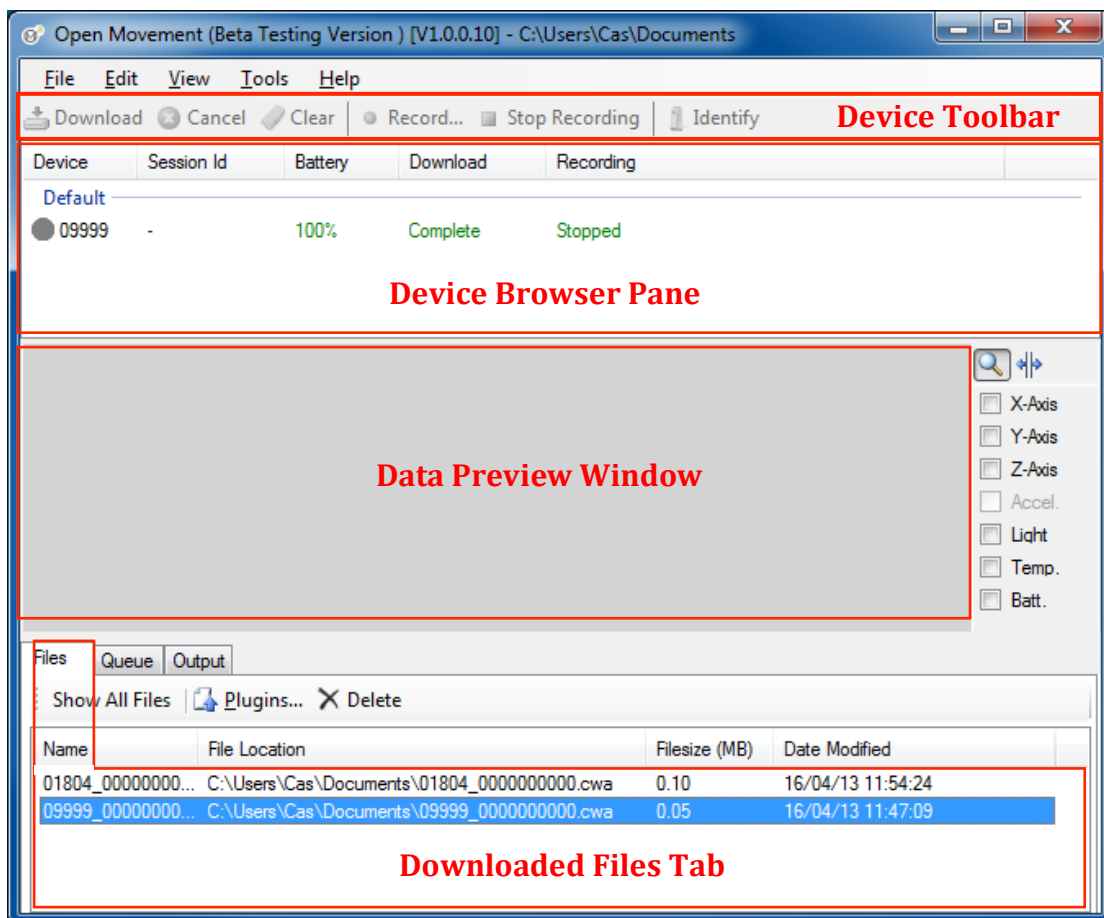 Open Movement (Beta Testing Version ) [V1.0.0.10] - C:\Users\Cas\Documents
File Edit View Tools Help
Download Cancel Clear Record... Stop Recording Identify Device Toolbar
Device Session Id Battery Download Recording
Default
09999 - 100% Complete Stopped
Device Browser Pane
X-Axis
Y-Axis
Z-Axis
Data Preview Window
Accel.
Light
Temp.
Batt.
Files Queue Output
Show All Files Plugins... Delete
Name File Location Filesize (MB) Date Modified
01804_00000000... C:\Users\Cas\Documents\01804_0000000000.cwa 0.10 16/04/13 11:54:24
09999_00000000... C:\Users\Cas\Documents\09999_0000000000.cwa 0.05 16/04/13 11:47:09
Downloaded Files Tab